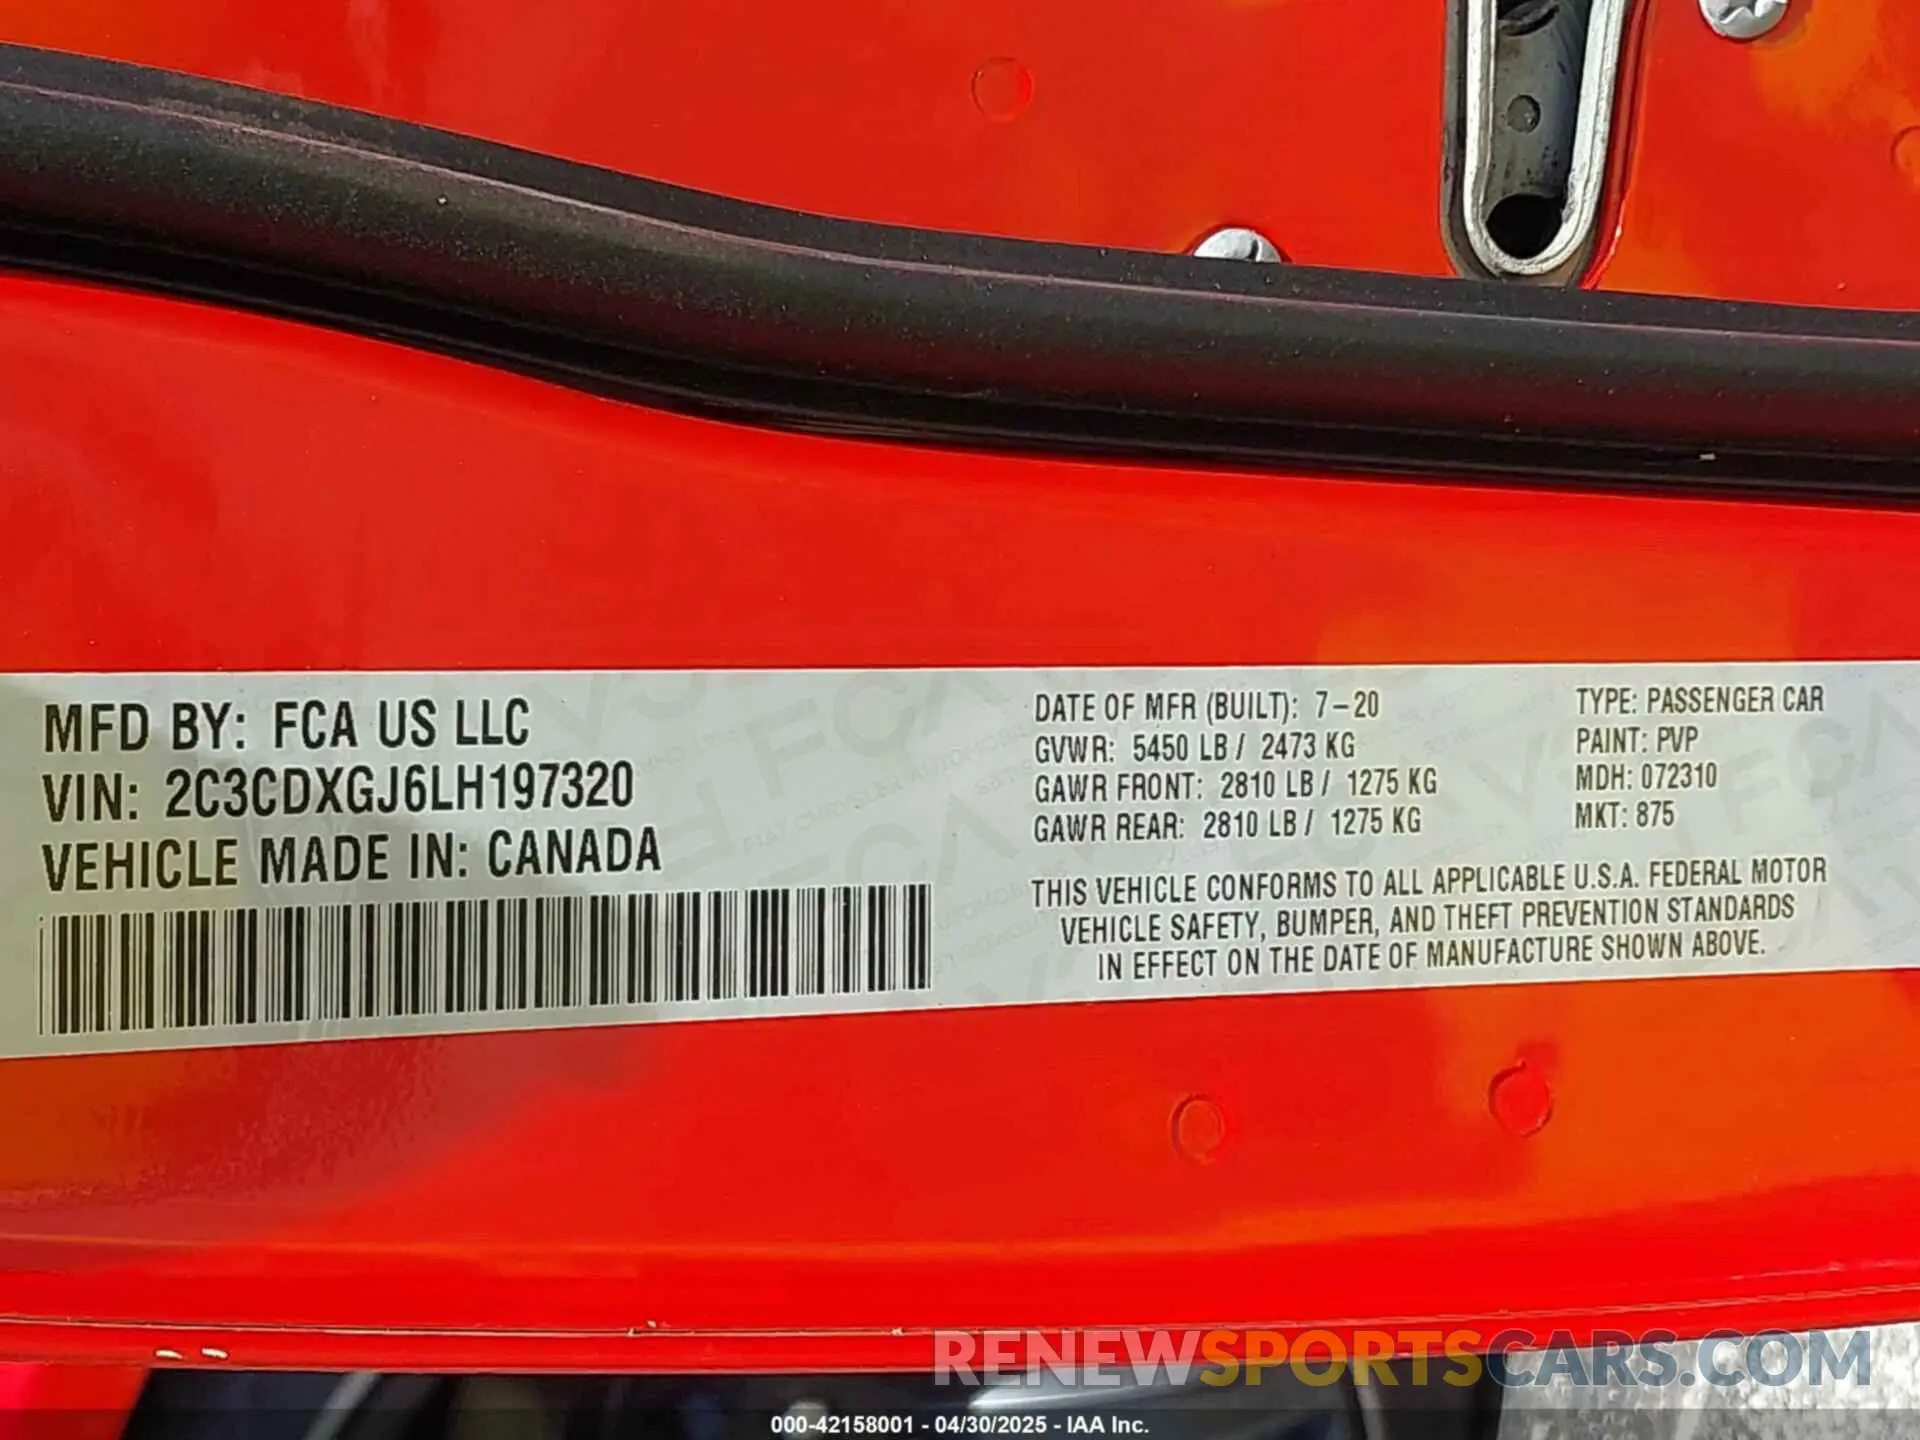 MFD BY: FCA US LLC
VIN: 2C3CDXGJ6LH197320
VEHICLE MADE IN: CANADA
DATE OF MFR (BUILT): 7-20
GVWR: 5450 LB / 2473 KG
GAWR FRONT: 2810 LB / 1275 KG
GAWR REAR: 2810 LB / 1275 KG
TYPE: PASSENGER CAR
PAINT: PVP
MDH: 072310
MKT: 875
THIS VEHICLE CONFORMS TO ALL APPLICABLE U.S.A. FEDERAL MOTOR
VEHICLE SAFETY, BUMPER, AND THEFT PREVENTION STANDARDS
IN EFFECT ON THE DATE OF MANUFACTURE SHOWN ABOVE.
RENEWSPORTSCARS.COM
000-42158001 - 04/30/2025 - IAA Inc.